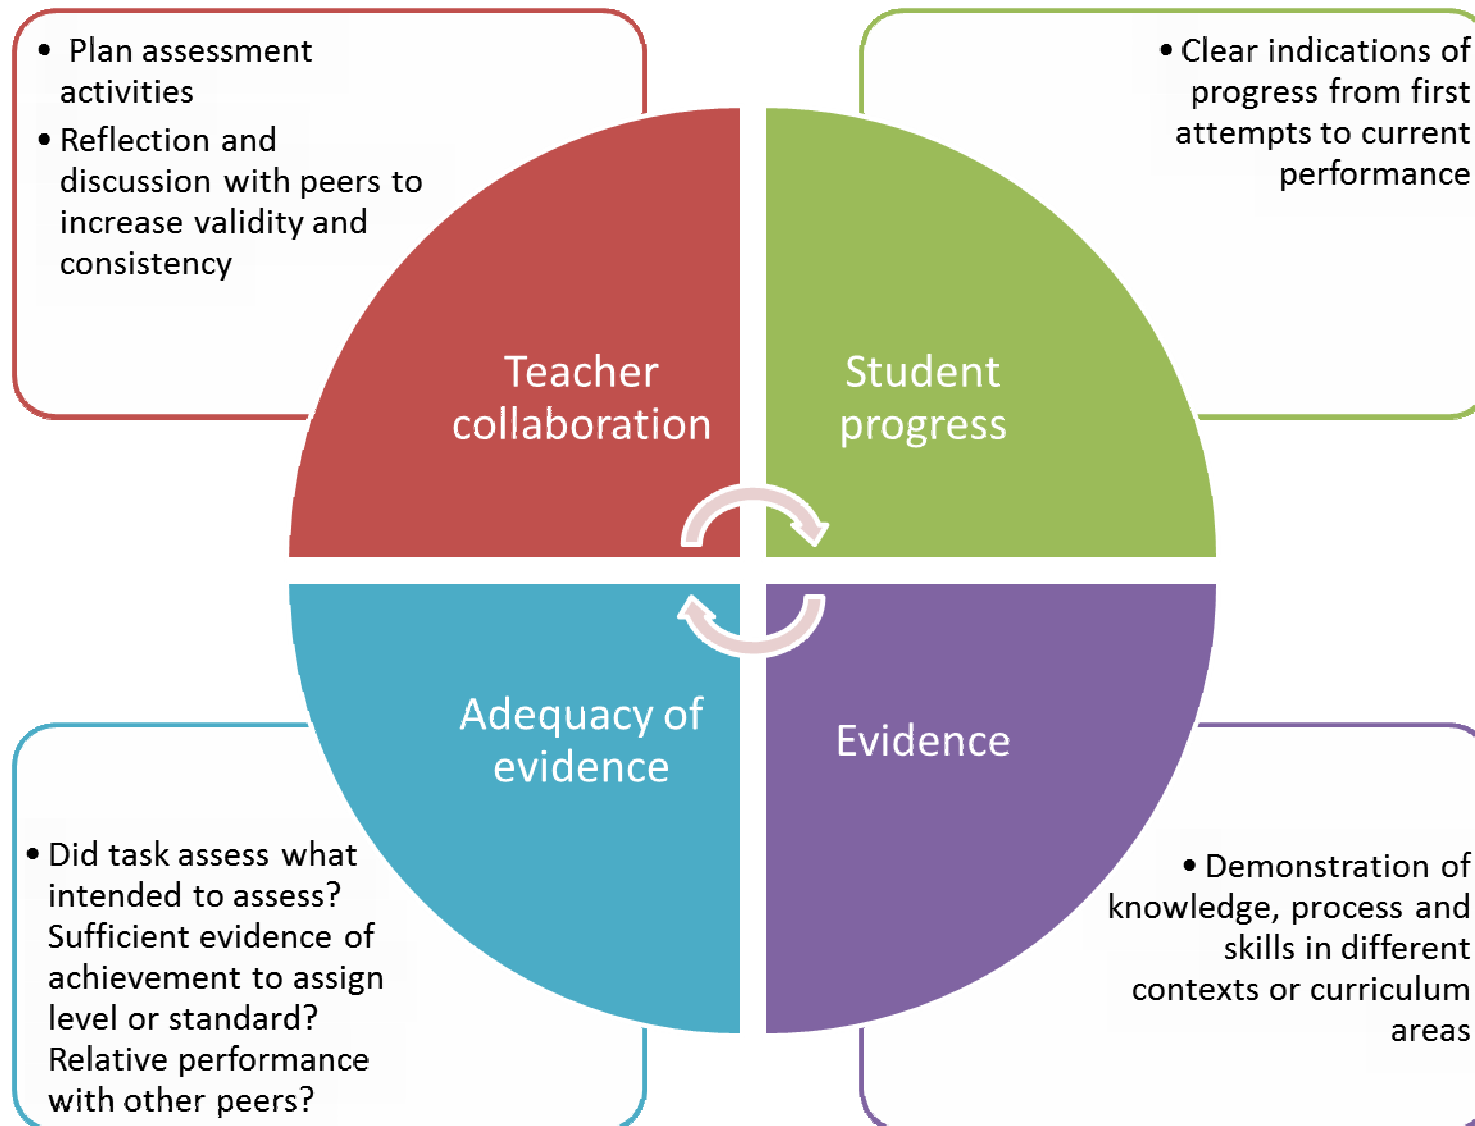 • Plan assessment
activities
• Reflection and
discussion with peers to
increase validity and
consistency
• Clear indications of
progress from first
attempts to current
performance
Teacher
collaboration
Student
progress
Adequacy of
evidence
Evidence
• Did task assess what
intended to assess?
Sufficient evidence of
achievement to assign
level or standard?
Relative performance
with other peers?
• Demonstration of
knowledge, process and
skills in different
contexts or curriculum
areas